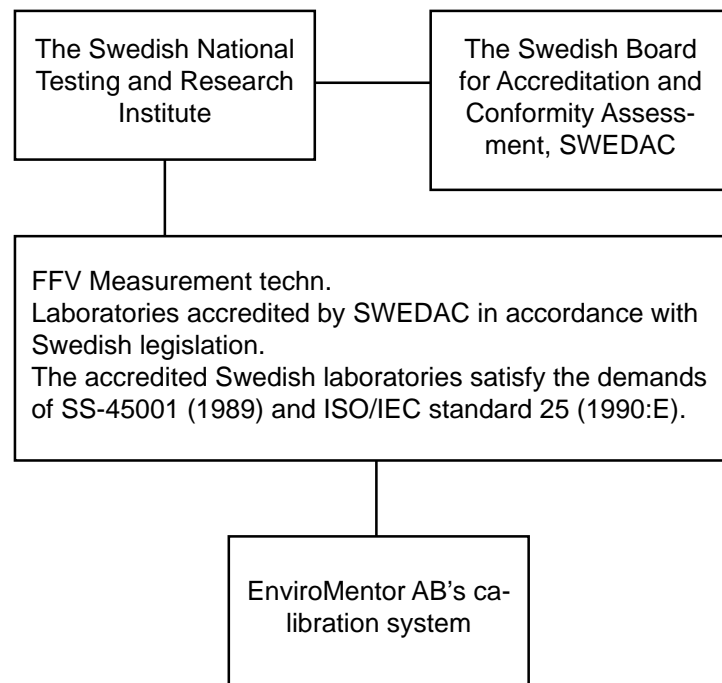 The Swedish National
Testing and Research
Institute
The Swedish Board
for Accreditation and
Conformity Assess-
ment, SWEDAC
FFV Measurement techn.
Laboratories accredited by SWEDAC in accordance with
Swedish legislation.
The accredited Swedish laboratories satisfy the demands
of SS-45001 (1989) and ISO/IEC standard 25 (1990:E).
EnviroMentor AB's ca-
libration system